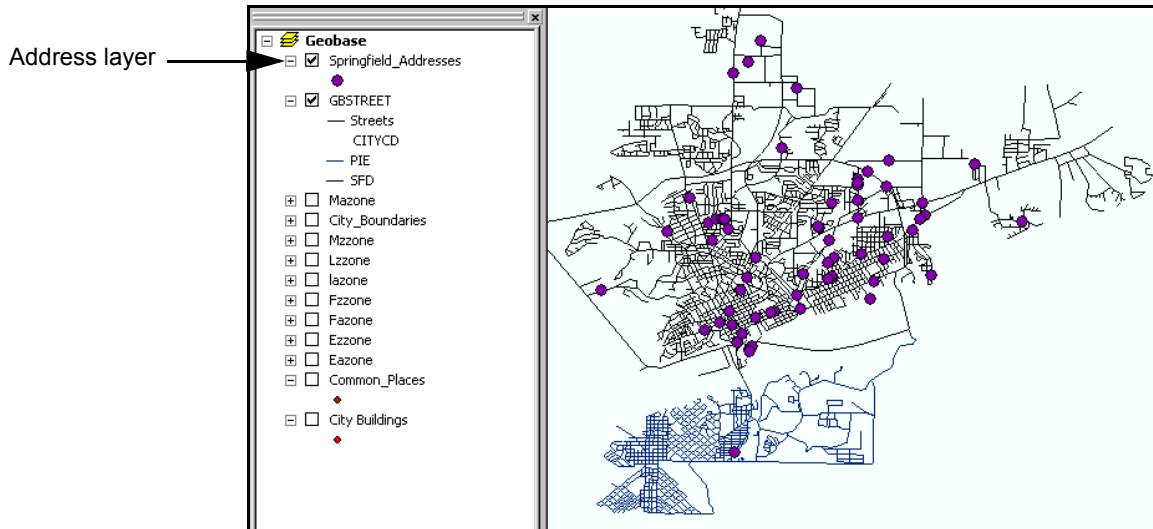 Address layer
Geobase
Springfield_Addresses
GBSTREET
Streets
CITYCD
PIE
SFD
Mazone
City_Boundaries
Mzzone
Lzzone
Iazone
Fzzone
Fazone
Ezzone
Eazone
Common_Places
City Buildings